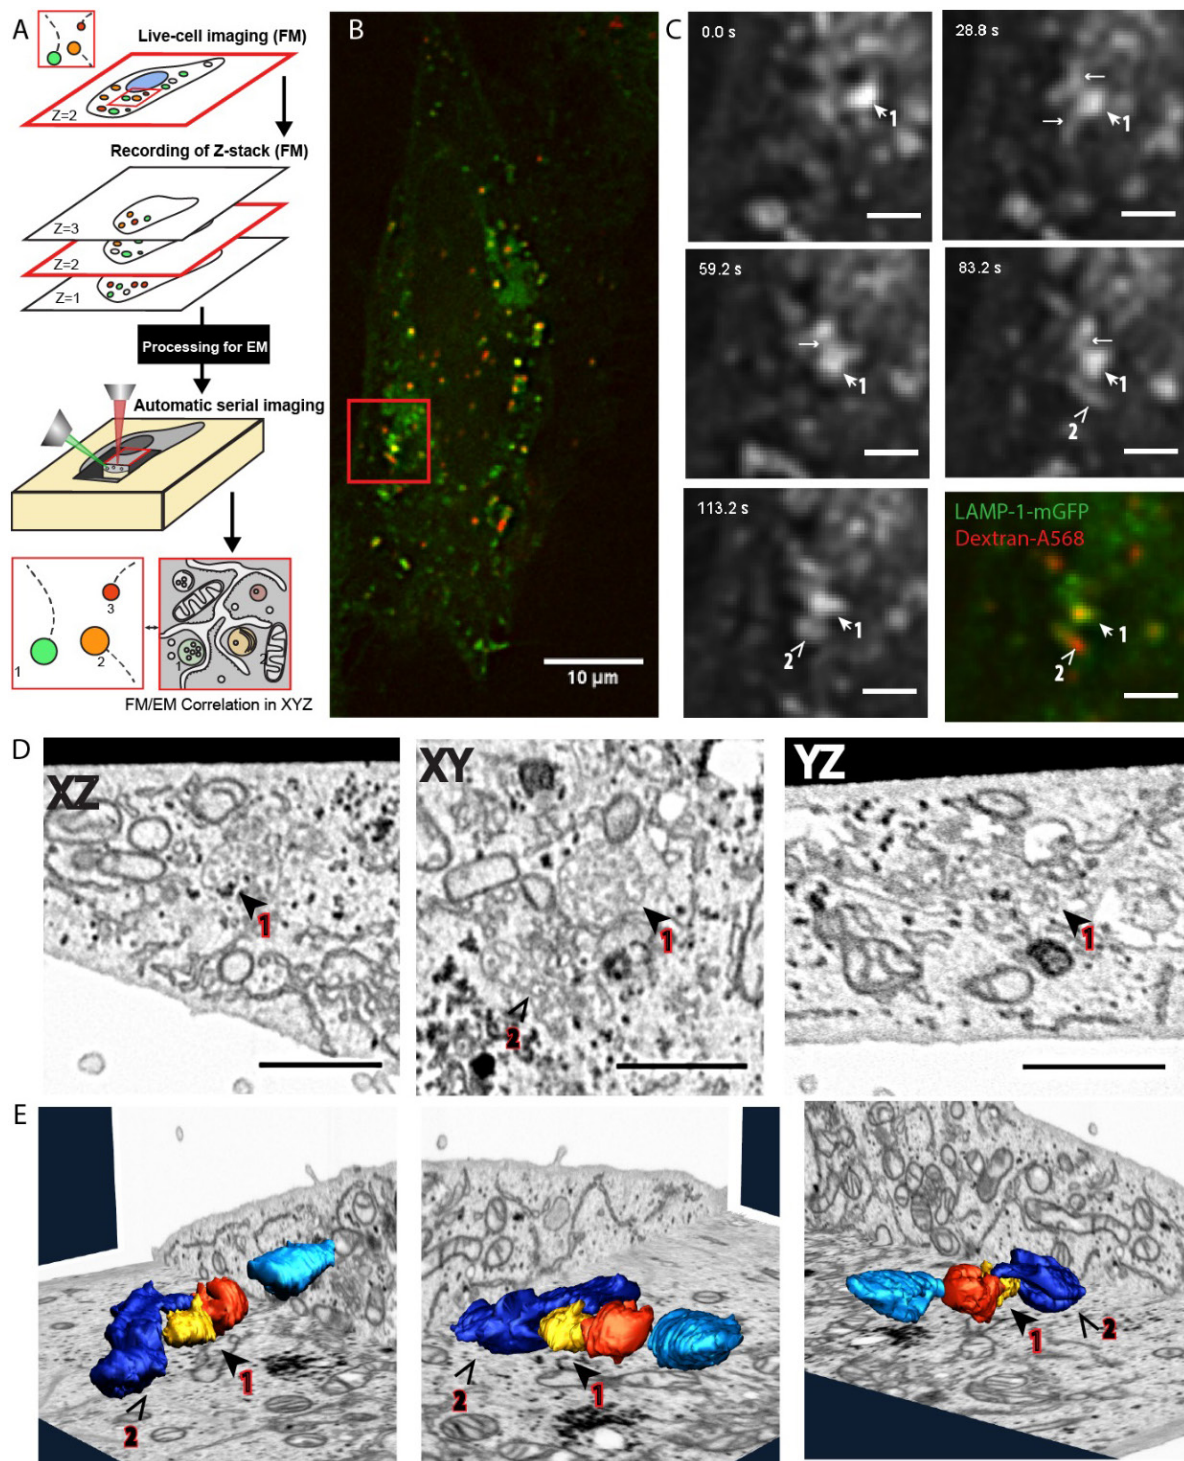 A
Live-cell imaging (FM)
Z=2
Recording of Z-stack (FM)
Z=3
Z=2
Z=1
Processing for EM
Automatic serial imaging
1
2
3
1
2
FM/EM Correlation in XYZ
B
10 µm
C
0.0 s
1
28.8 s
1
59.2 s
1
83.2 s
1
2
113.2 s
1
2
LAMP-1-mGFP
Dextran-A568
1
2
D
XZ
1
XY
1
2
YZ
1
E
1
2
1
2
1
2